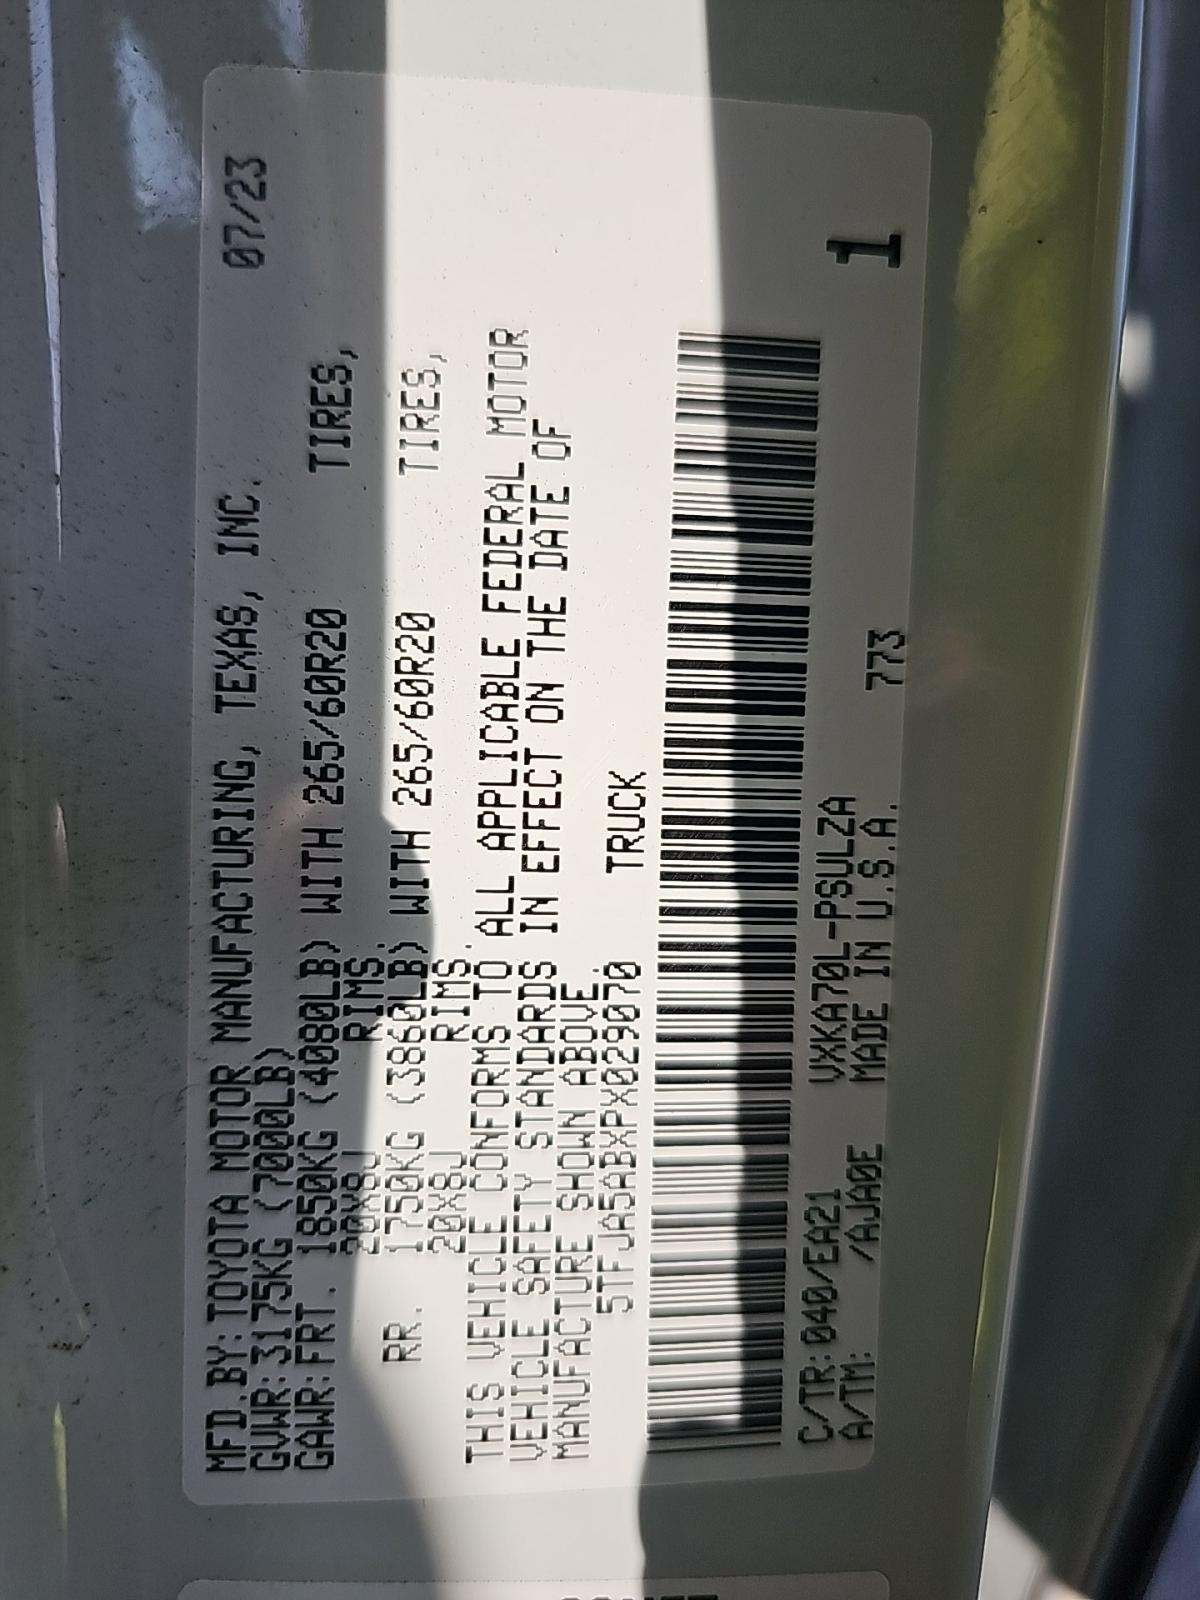 MFD.BY:TOYOTA MOTOR MANUFACTURING, TEXAS, INC. 07/23
GVWR:3175KG (7000LB)
GAWR:FRT. 1850KG (4080LB) WITH 265/60R20 TIRES,
20X8J RIMS
RR. 1750KG (3860LB) WITH 265/60R20 TIRES,
20X8J RIMS.
THIS VEHICLE CONFORMS TO ALL APPLICABLE FEDERAL MOTOR
VEHICLE SAFETY STANDARDS IN EFFECT ON THE DATE OF
MANUFACTURE SHOWN ABOVE.
5TFJA5ABXPX029070 TRUCK
1
C/TR:040/EA21 VXKA70L-PSULZA
A/TM: /AJA0E MADE IN U.S.A. 773